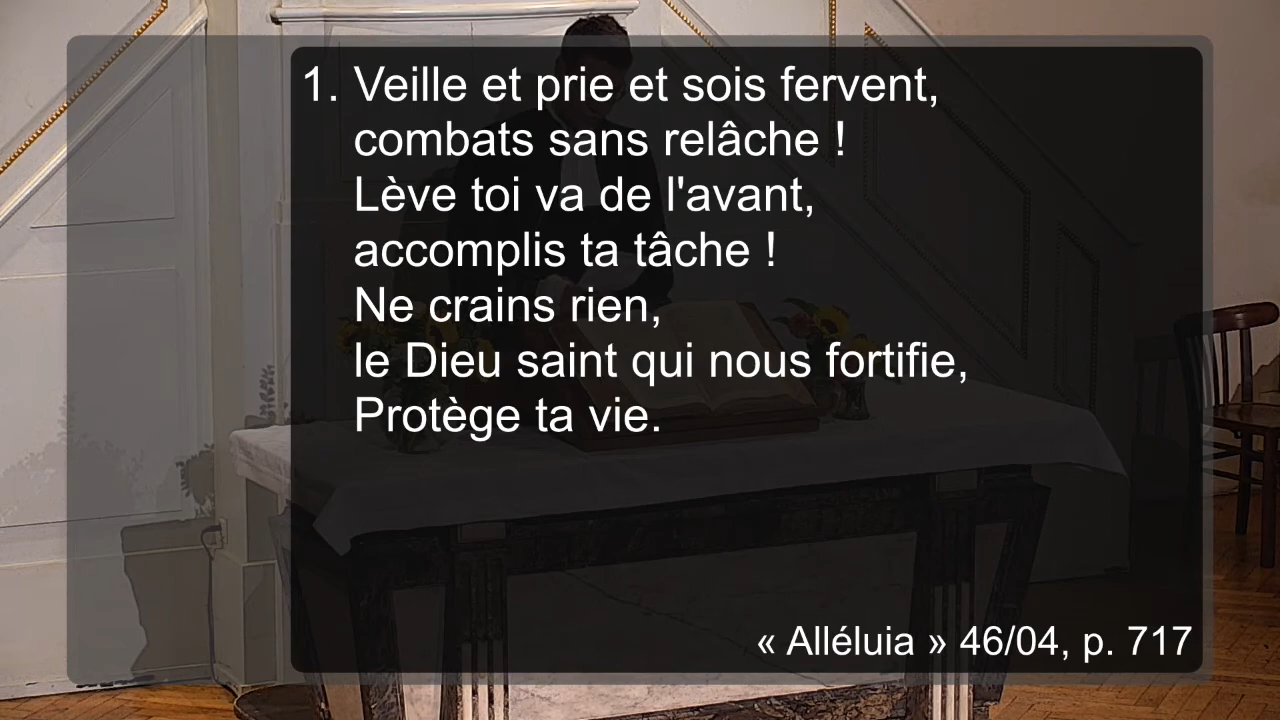 1. Veille et prie et sois fervent,
combats sans relâche !
Lève toi va de l'avant,
accomplis ta tâche !
Ne crains rien,
le Dieu saint qui nous fortifie,
Protège ta vie.
« Alléluia » 46/04, p. 717